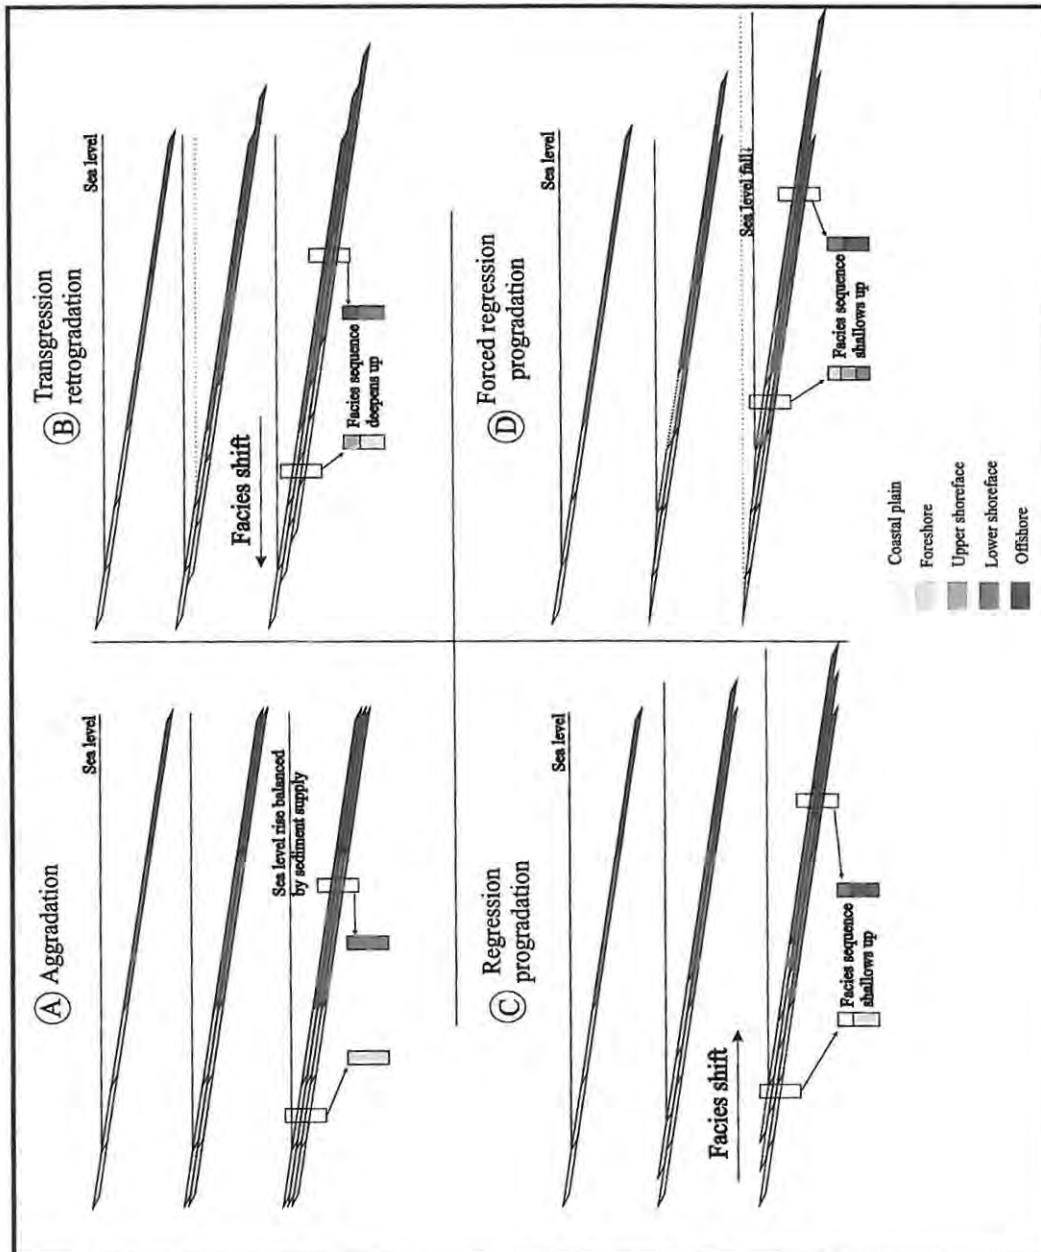 A Aggradation
Sea level
Sea level rise balanced
by sediment supply
B Transgression
retrogradation
Sea level
Facies shift
Facies sequence
deepens up
C Regression
progradation
Sea level
Facies shift
Facies sequence
shallows up
D Forced regression
progradation
Sea level
Sea level fall
Facies sequence
shallows up
Coastal plain
Foreshore
Upper shoreface
Lower shoreface
Offshore